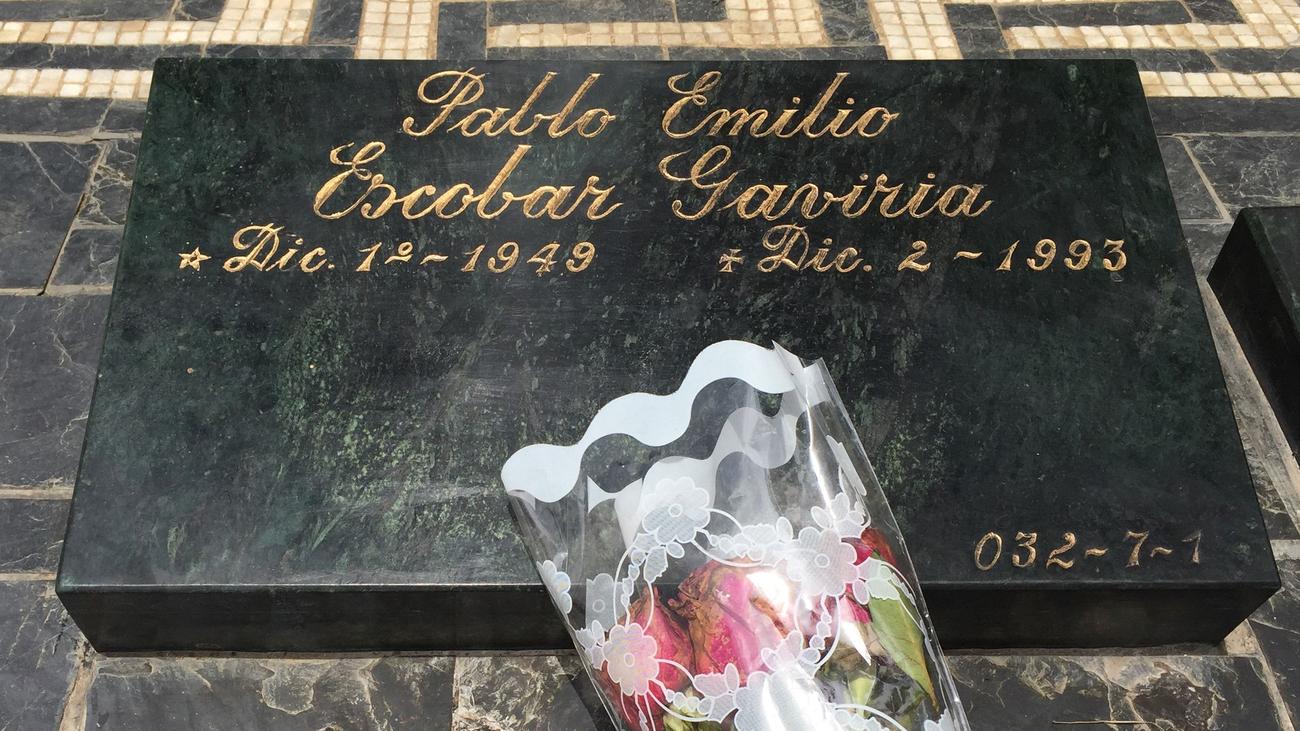 Pablo Emilio
Escobar Gaviria
☆ Dic. 1º~1949 ✠ Dic. 2~1993
032~7~1